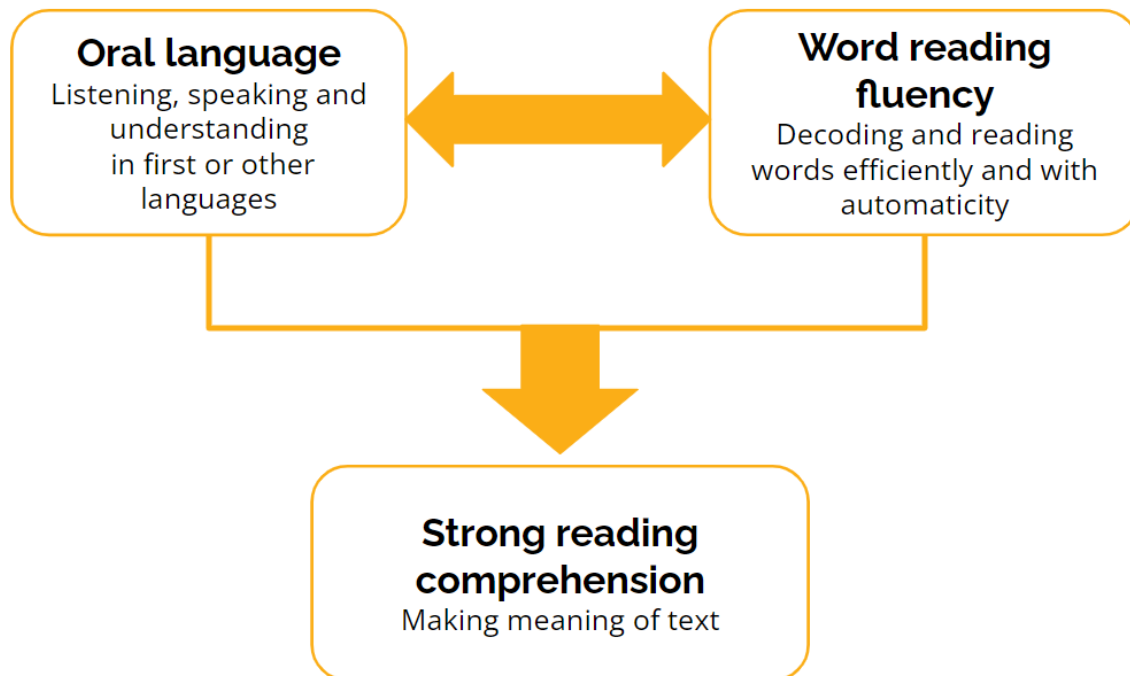 Oral language
Listening, speaking and
understanding
in first or other
languages
Word reading
fluency
Decoding and reading
words efficiently and with
automaticity
Strong reading
comprehension
Making meaning of text